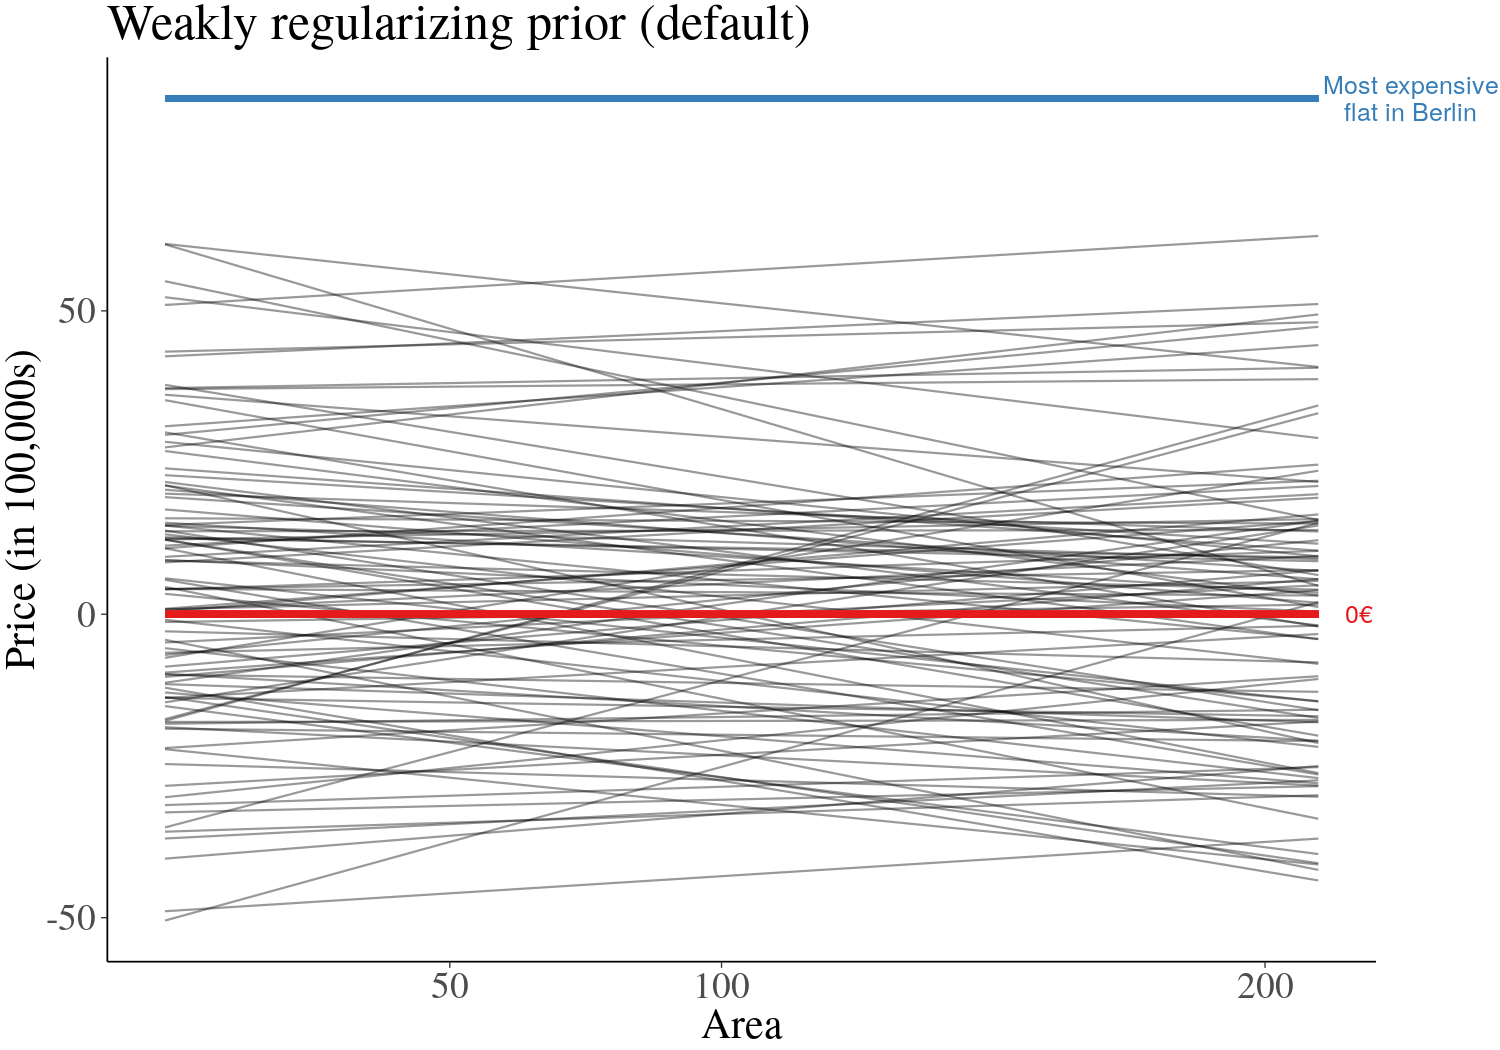 Weakly regularizing prior (default)
Most expensive
flat in Berlin
50
Price (in 100,000s)
0
0€
-50
50
100
200
Area